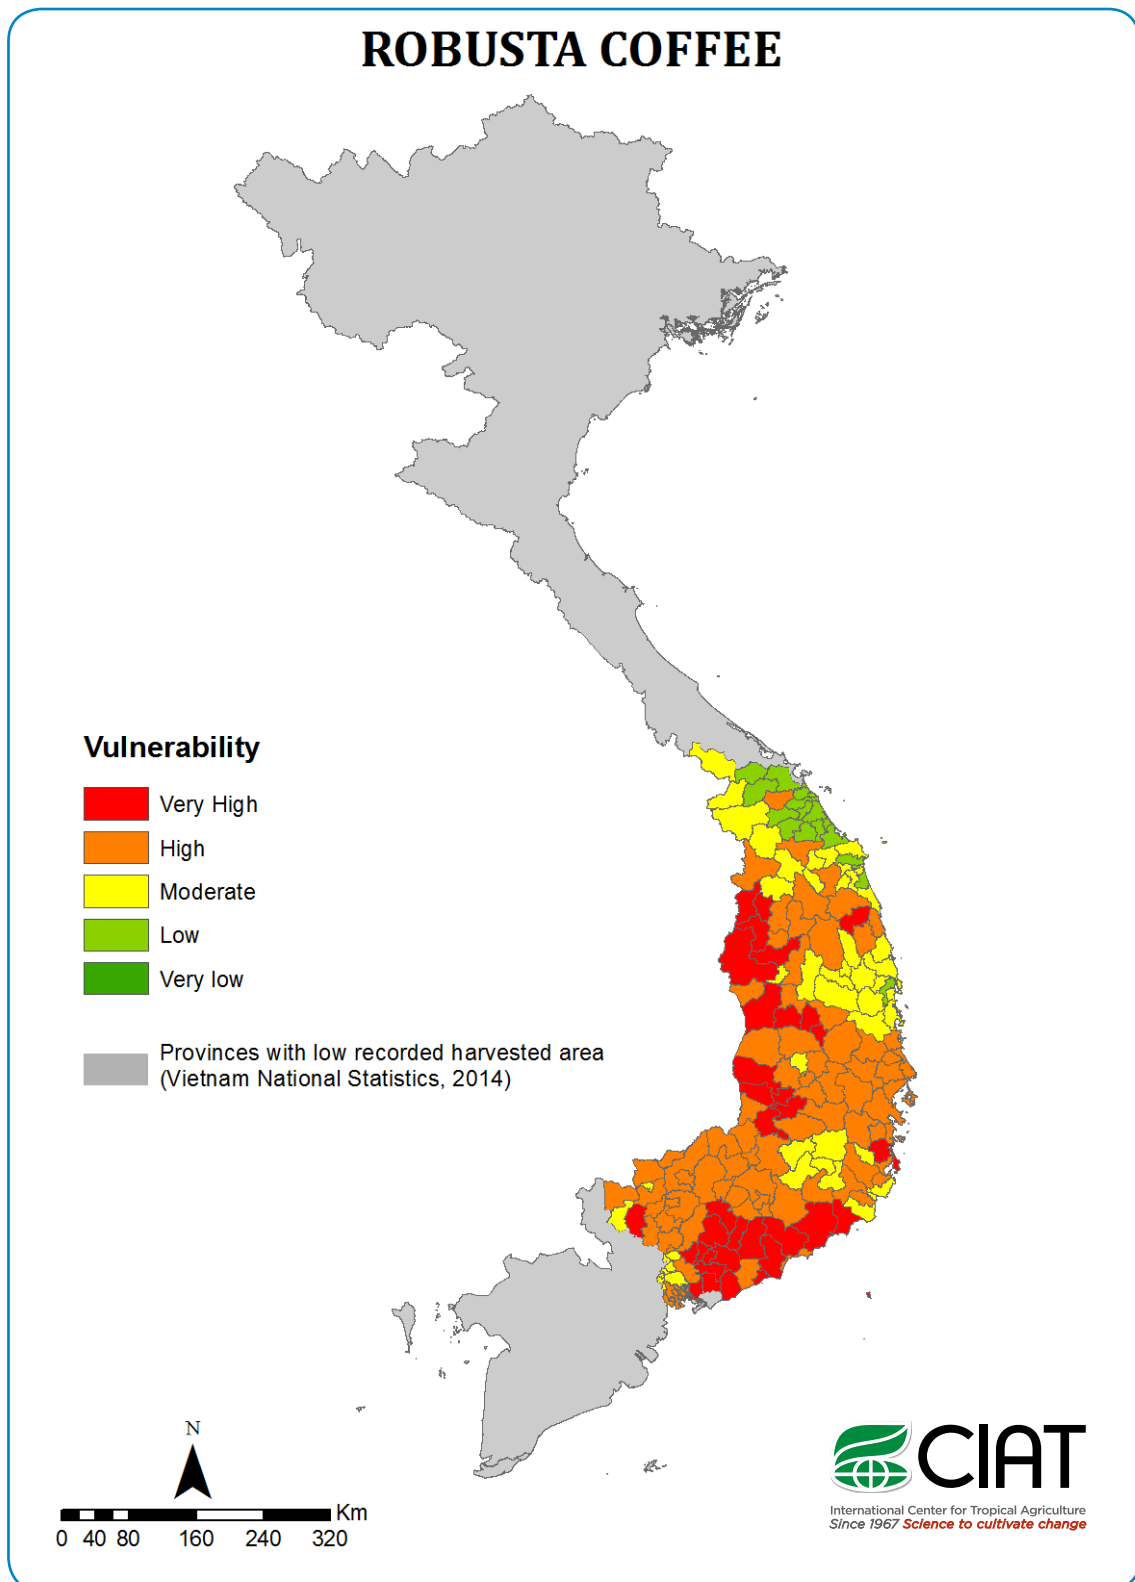 ROBUSTA COFFEE
Vulnerability
Very High
High
Moderate
Low
Very low
Provinces with low recorded harvested area
(Vietnam National Statistics, 2014)
N
Km
0 40 80 160 240 320
CIAT
International Center for Tropical Agriculture
Since 1967 Science to cultivate change